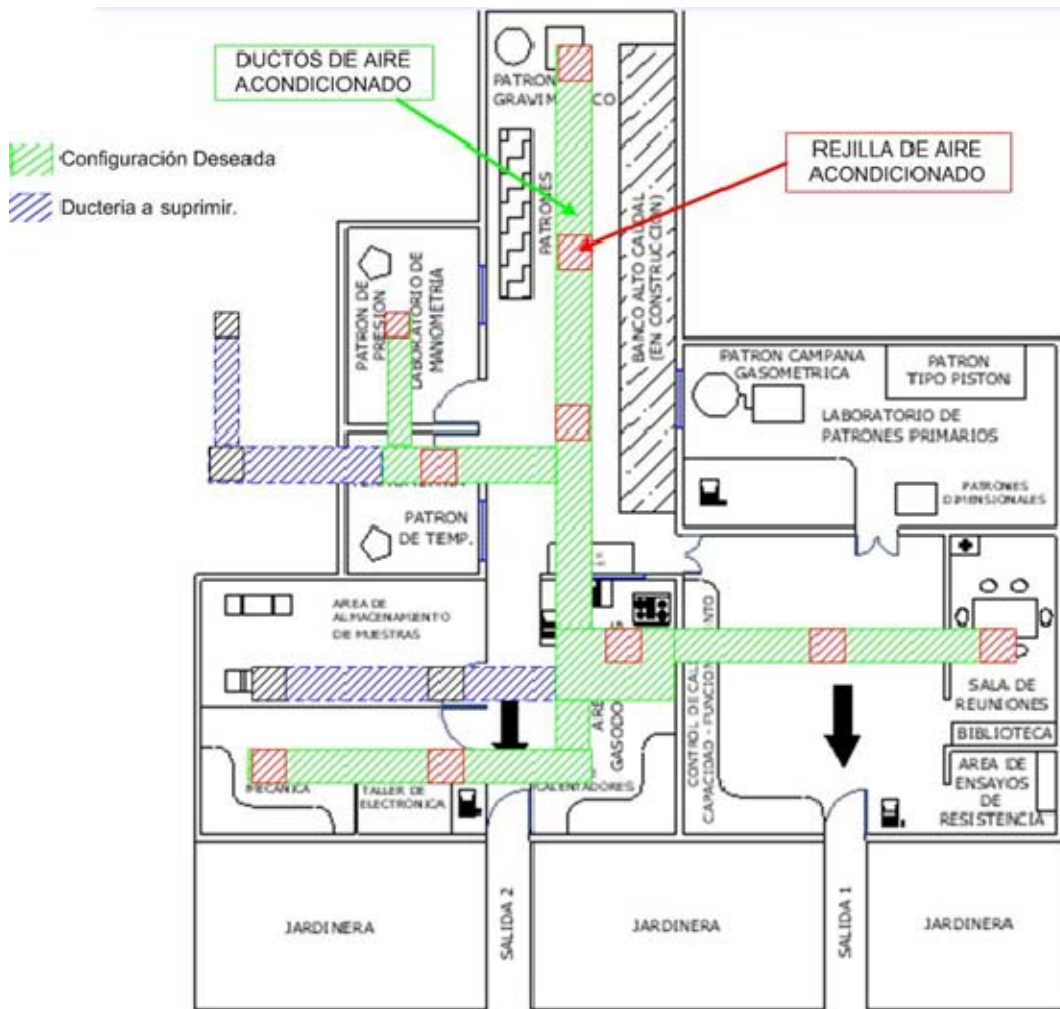 DUCTOS DE AIRE
ACONDICIONADO
Configuración Deseada
Ducteria a suprimir.
REJILLA DE AIRE
ACONDICIONADO
PATRON
PATRONES
BANCO ALTO CAUDAL
(EN CONSTRUCCION)
PATRON DE
PRESION
LABORATORIO DE
MANOMETRIA
PATRON CAMPANA
GASOMETRICA
PATRON
TIPO PISTON
LABORATORIO DE
PATRONES PRIMARIOS
PATRONES
DIMENSIONALES
PATRON
DE TEMP.
AREA DE
ALMACENAMIENTO
DE MUESTRAS
SALA DE
REUNIONES
BIBLIOTECA
AREA DE
ENSAYOS
DE
RESISTENCIA
MECANICA
TALLER DE
ELECTRONICA
CALENTADORES
JARDINERA
SALIDA 2
JARDINERA
SALIDA 1
JARDINERA